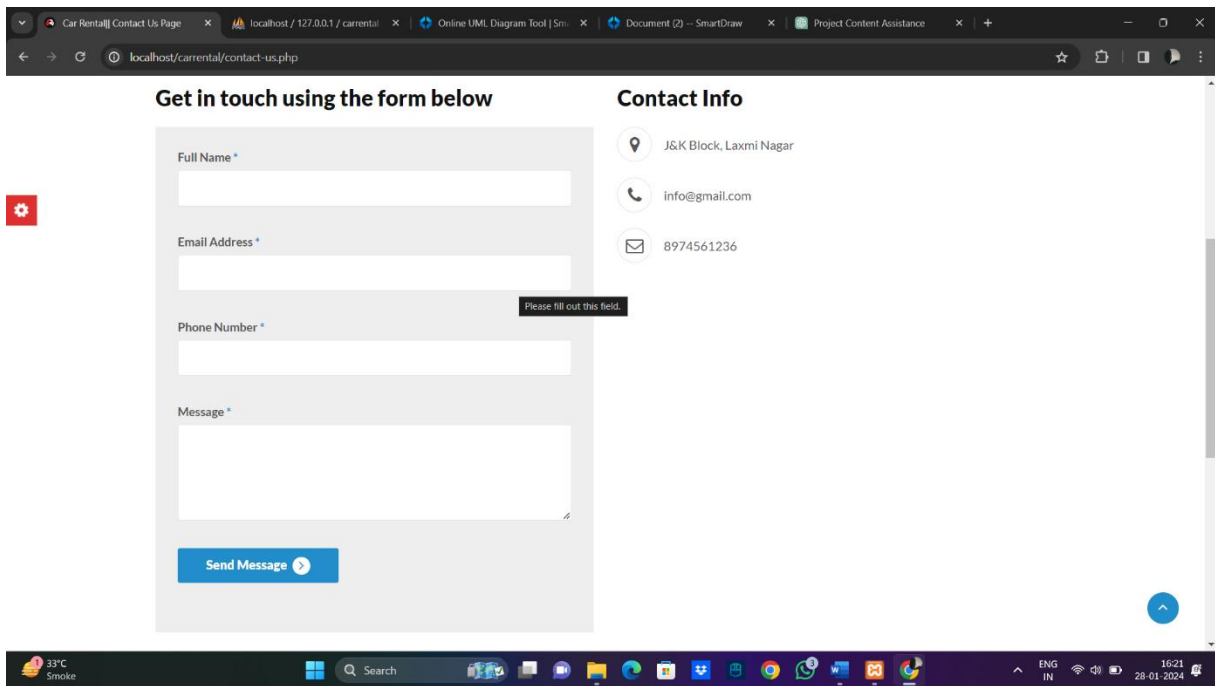 Car Rental|| Contact Us Page
localhost / 127.0.0.1 / carrental
Online UML Diagram Tool | Sma
Document (2) -- SmartDraw
Project Content Assistance
localhost/carrental/contact-us.php
Get in touch using the form below
Full Name *
Email Address *
Please fill out this field.
Phone Number *
Message *
Send Message
Contact Info
J&K Block, Laxmi Nagar
info@gmail.com
8974561236
1
33°C
Smoke
Search
3
ENG
IN
16:21
28-01-2024